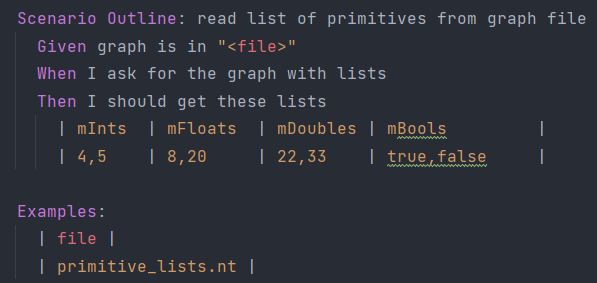 Scenario Outline: read list of primitives from graph file
Given graph is in "<file>"
When I ask for the graph with lists
Then I should get these lists
| mInts | mFloats | mDoubles | mBools |
| 4,5 | 8,20 | 22,33 | true,false |
Examples:
| file |
| primitive_lists.nt |